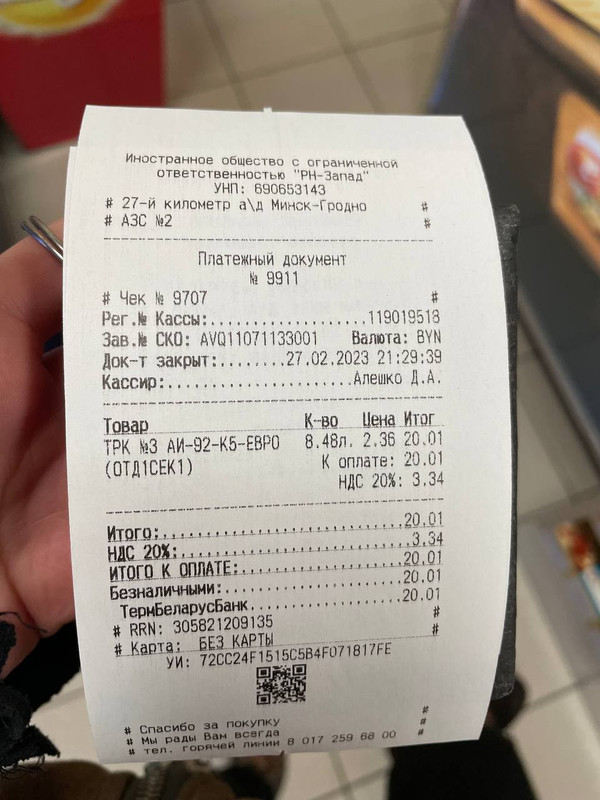 Иностранное общество с ограниченной
ответственностью "РН-Запад"
УНП: 690653143
# 27-й километр а\д Минск-Гродно #
# АЗС №2 #
Платежный документ
№ 9911
# Чек № 9707 #
Рег.№ Кассы:....................119019518
Зав.№ СКО: AVQ11071133001 Валюта: BYN
Док-т закрыт:........27.02.2023 21:29:39
Кассир:.....................Алешко Д.А.
Товар К-во Цена Итог
ТРК №3 АИ-92-К5-ЕВРО 8.48л. 2.36 20.01
(ОТД1СЕК1) К оплате: 20.01
НДС 20%: 3.34
Итого:..............................20.01
НДС 20%:............................3.34
ИТОГО К ОПЛАТЕ:....................20.01
Безналичными:......................20.01
ТермБеларусБанк....................20.01
# RRN: 305821209135 #
# Карта: БЕЗ КАРТЫ #
УИ: 72CC24F1515C5B4F071817FE
# Спасибо за покупку #
# Мы рады Вам всегда #
# тел. горячей линии 8 017 259 68 00 #